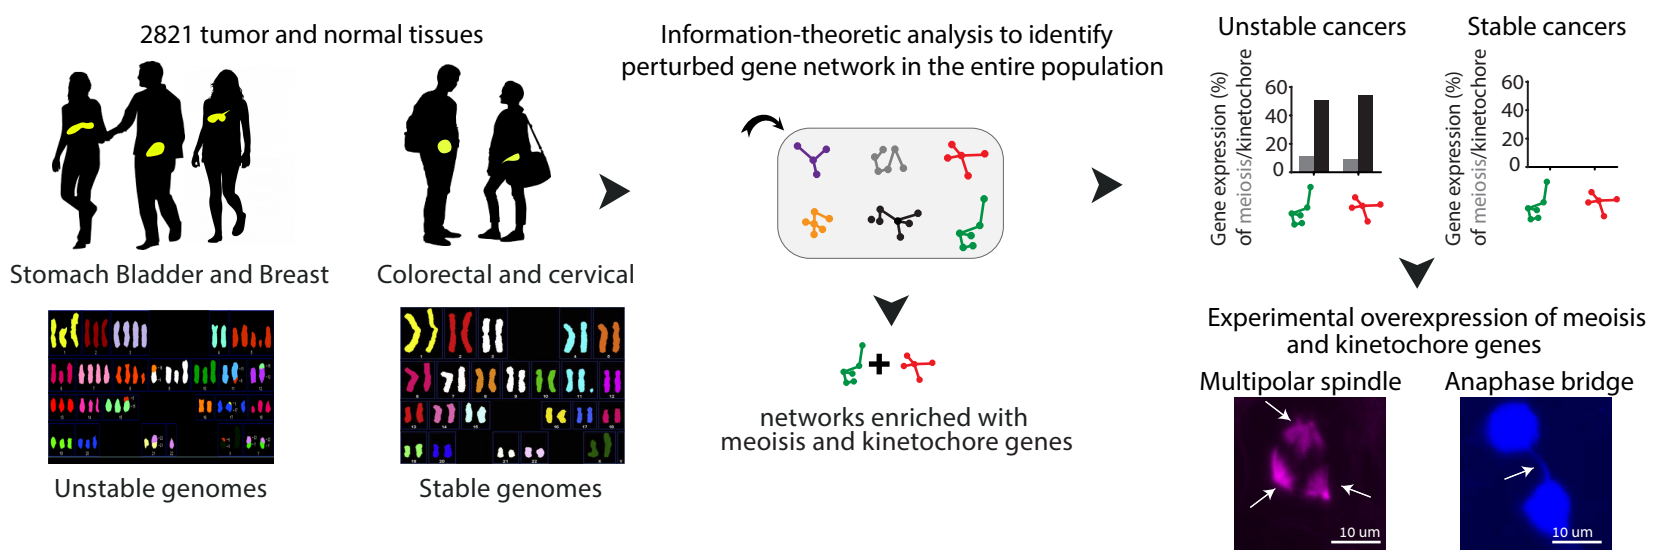 2821 tumor and normal tissues
Stomach Bladder and Breast
Colorectal and cervical
Unstable genomes
Stable genomes
Information-theoretic analysis to identify
perturbed gene network in the entire population
networks enriched with
meoisis and kinetochore genes
Unstable cancers
Gene expression (%)
of meiosis/kinetochore
60
40
20
0
Stable cancers
Gene expression (%)
of meiosis/kinetochore
60
40
20
0
Experimental overexpression of meoisis
and kinetochore genes
Multipolar spindle
10 um
Anaphase bridge
10 um